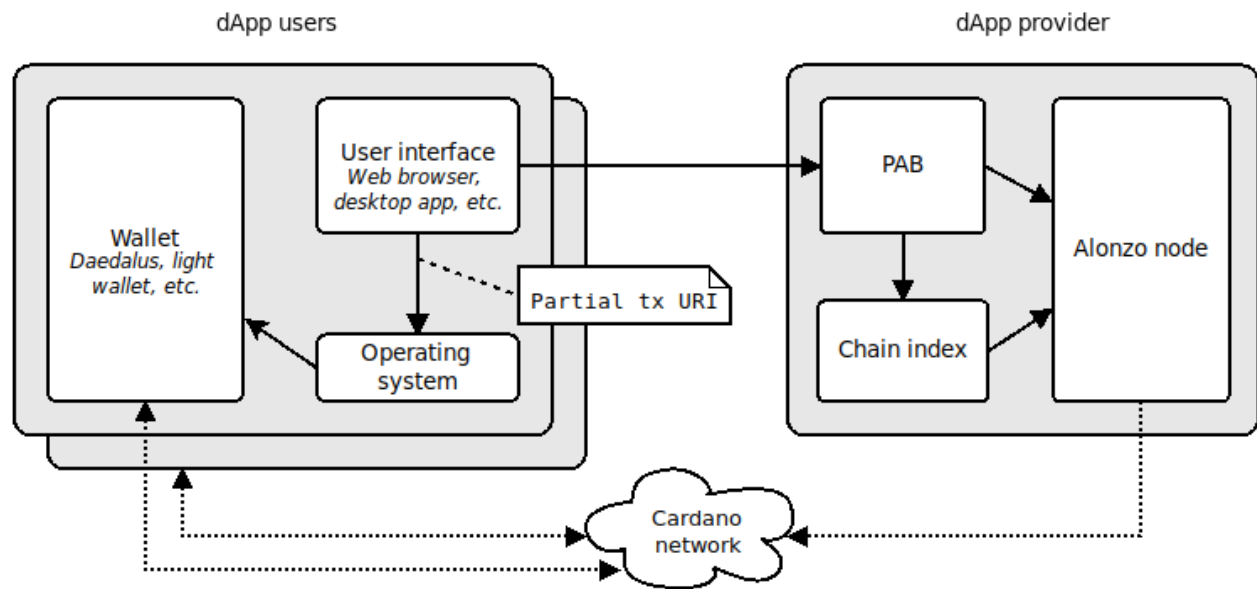 dApp users
dApp provider
User interface
Web browser,
desktop app, etc.
PAB
Wallet
Daedalus, light
wallet, etc.
Alonzo node
Partial tx URI
Operating
system
Chain index
Cardano
network